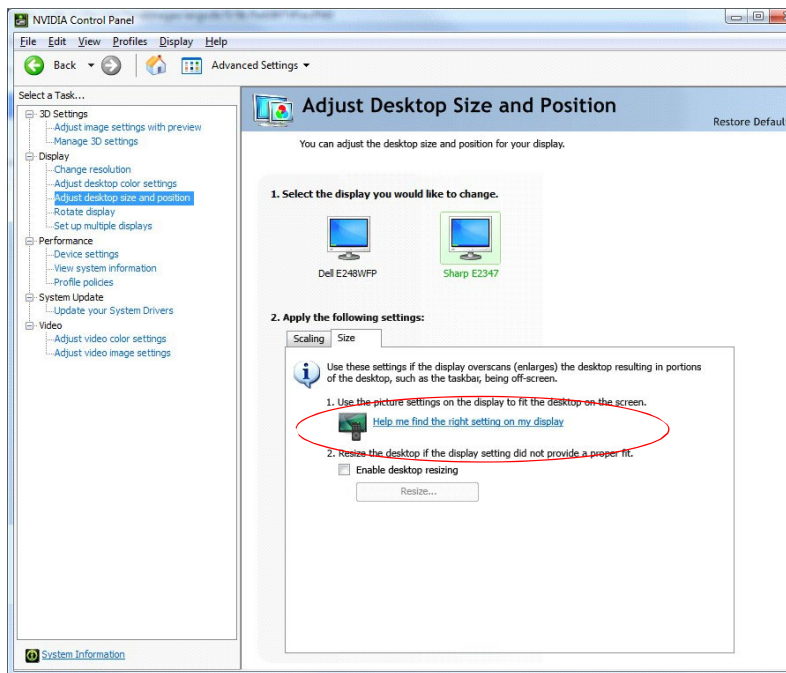 NVIDIA Control Panel
File Edit View Profiles Display Help
Back Advanced Settings
Select a Task...
3D Settings
Adjust image settings with preview
Manage 3D settings
Display
Change resolution
Adjust desktop color settings
Adjust desktop size and position
Rotate display
Set up multiple displays
Performance
Device settings
View system information
Profile policies
System Update
Update your System Drivers
Video
Adjust video color settings
Adjust video image settings
System Information
Adjust Desktop Size and Position
Restore Default
You can adjust the desktop size and position for your display.
1. Select the display you would like to change.
Dell E248WFP Sharp E2347
2. Apply the following settings:
Scaling Size
Use these settings if the display overscans (enlarges) the desktop resulting in portions
of the desktop, such as the taskbar, being off-screen.
1. Use the picture settings on the display to fit the desktop on the screen.
Help me find the right setting on my display
2. Resize the desktop if the display setting did not provide a proper fit.
Enable desktop resizing
Resize...